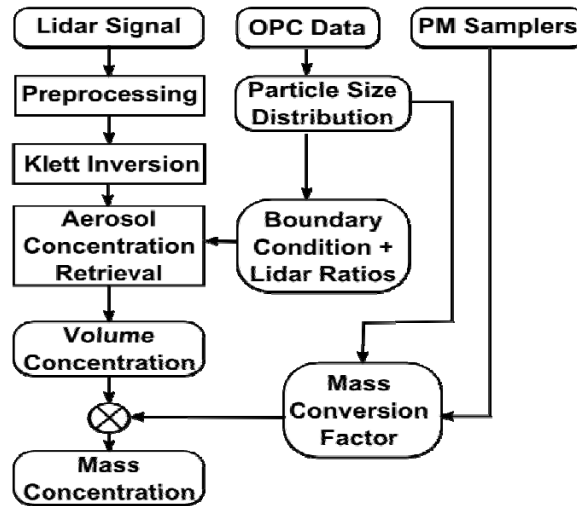 Lidar Signal
OPC Data
PM Samplers
Preprocessing
Particle Size
Distribution
Klett Inversion
Aerosol
Concentration
Retrieval
Boundary
Condition +
Lidar Ratios
Volume
Concentration
Mass
Conversion
Factor
Mass
Concentration